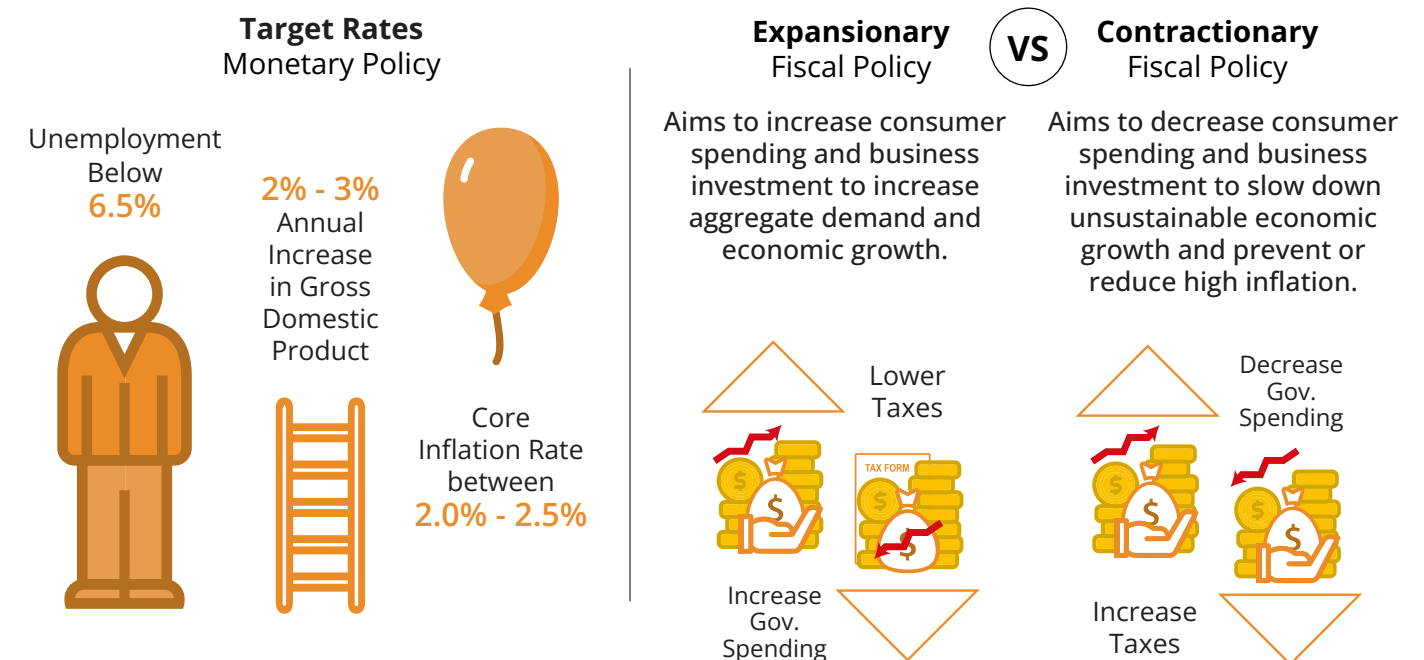 Target Rates
Monetary Policy
Unemployment
Below
6.5%
2% - 3%
Annual
Increase
in Gross
Domestic
Product
Core
Inflation Rate
between
2.0% - 2.5%
Expansionary
Fiscal Policy
VS
Contractionary
Fiscal Policy
Aims to increase consumer
spending and business
investment to increase
aggregate demand and
economic growth.
Aims to decrease consumer
spending and business
investment to slow down
unsustainable economic
growth and prevent or
reduce high inflation.
Lower
Taxes
$
$
TAX FORM
$
$
Increase
Gov.
Spending
Decrease
Gov.
Spending
$
$
$
$
Increase
Taxes